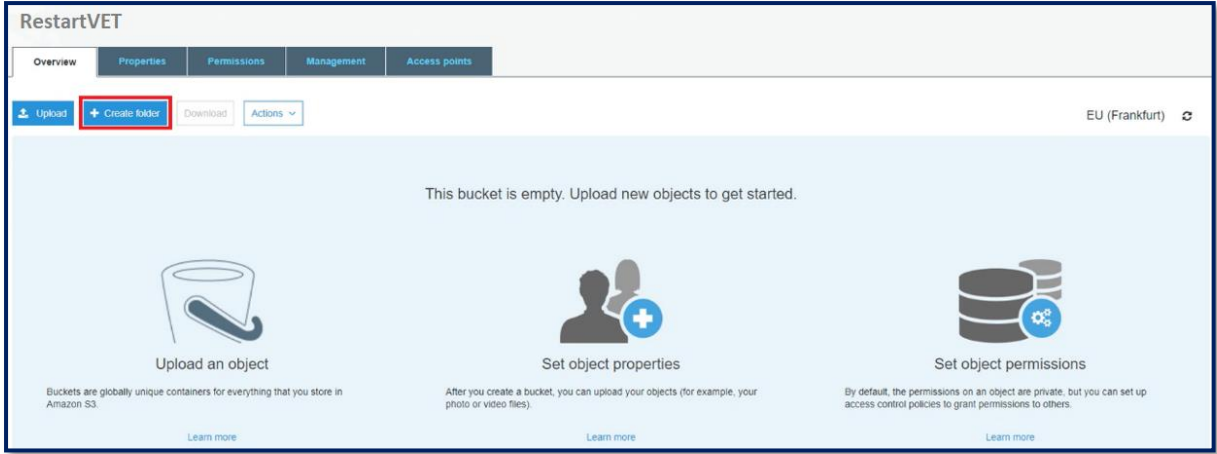 RestartVET
Overview Properties Permissions Management Access points
Upload Create folder Download Actions EU (Frankfurt)
This bucket is empty. Upload new objects to get started.
Upload an object
Buckets are globally unique containers for everything that you store in
Amazon S3.
Learn more
Set object properties
After you create a bucket, you can upload your objects (for example, your
photo or video files).
Learn more
Set object permissions
By default, the permissions on an object are private, but you can set up
access control policies to grant permissions to others.
Learn more